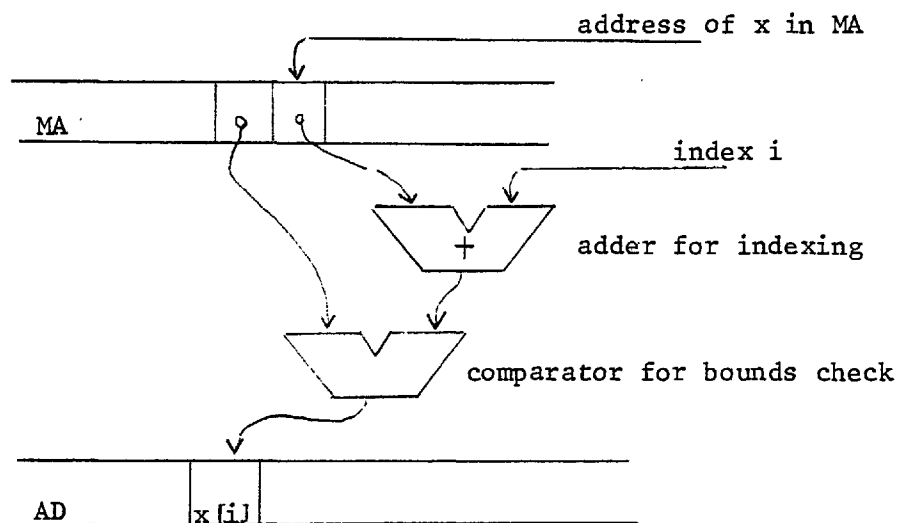 address of x in MA
MA
index i
+
adder for indexing
comparator for bounds check
AD
x[i]